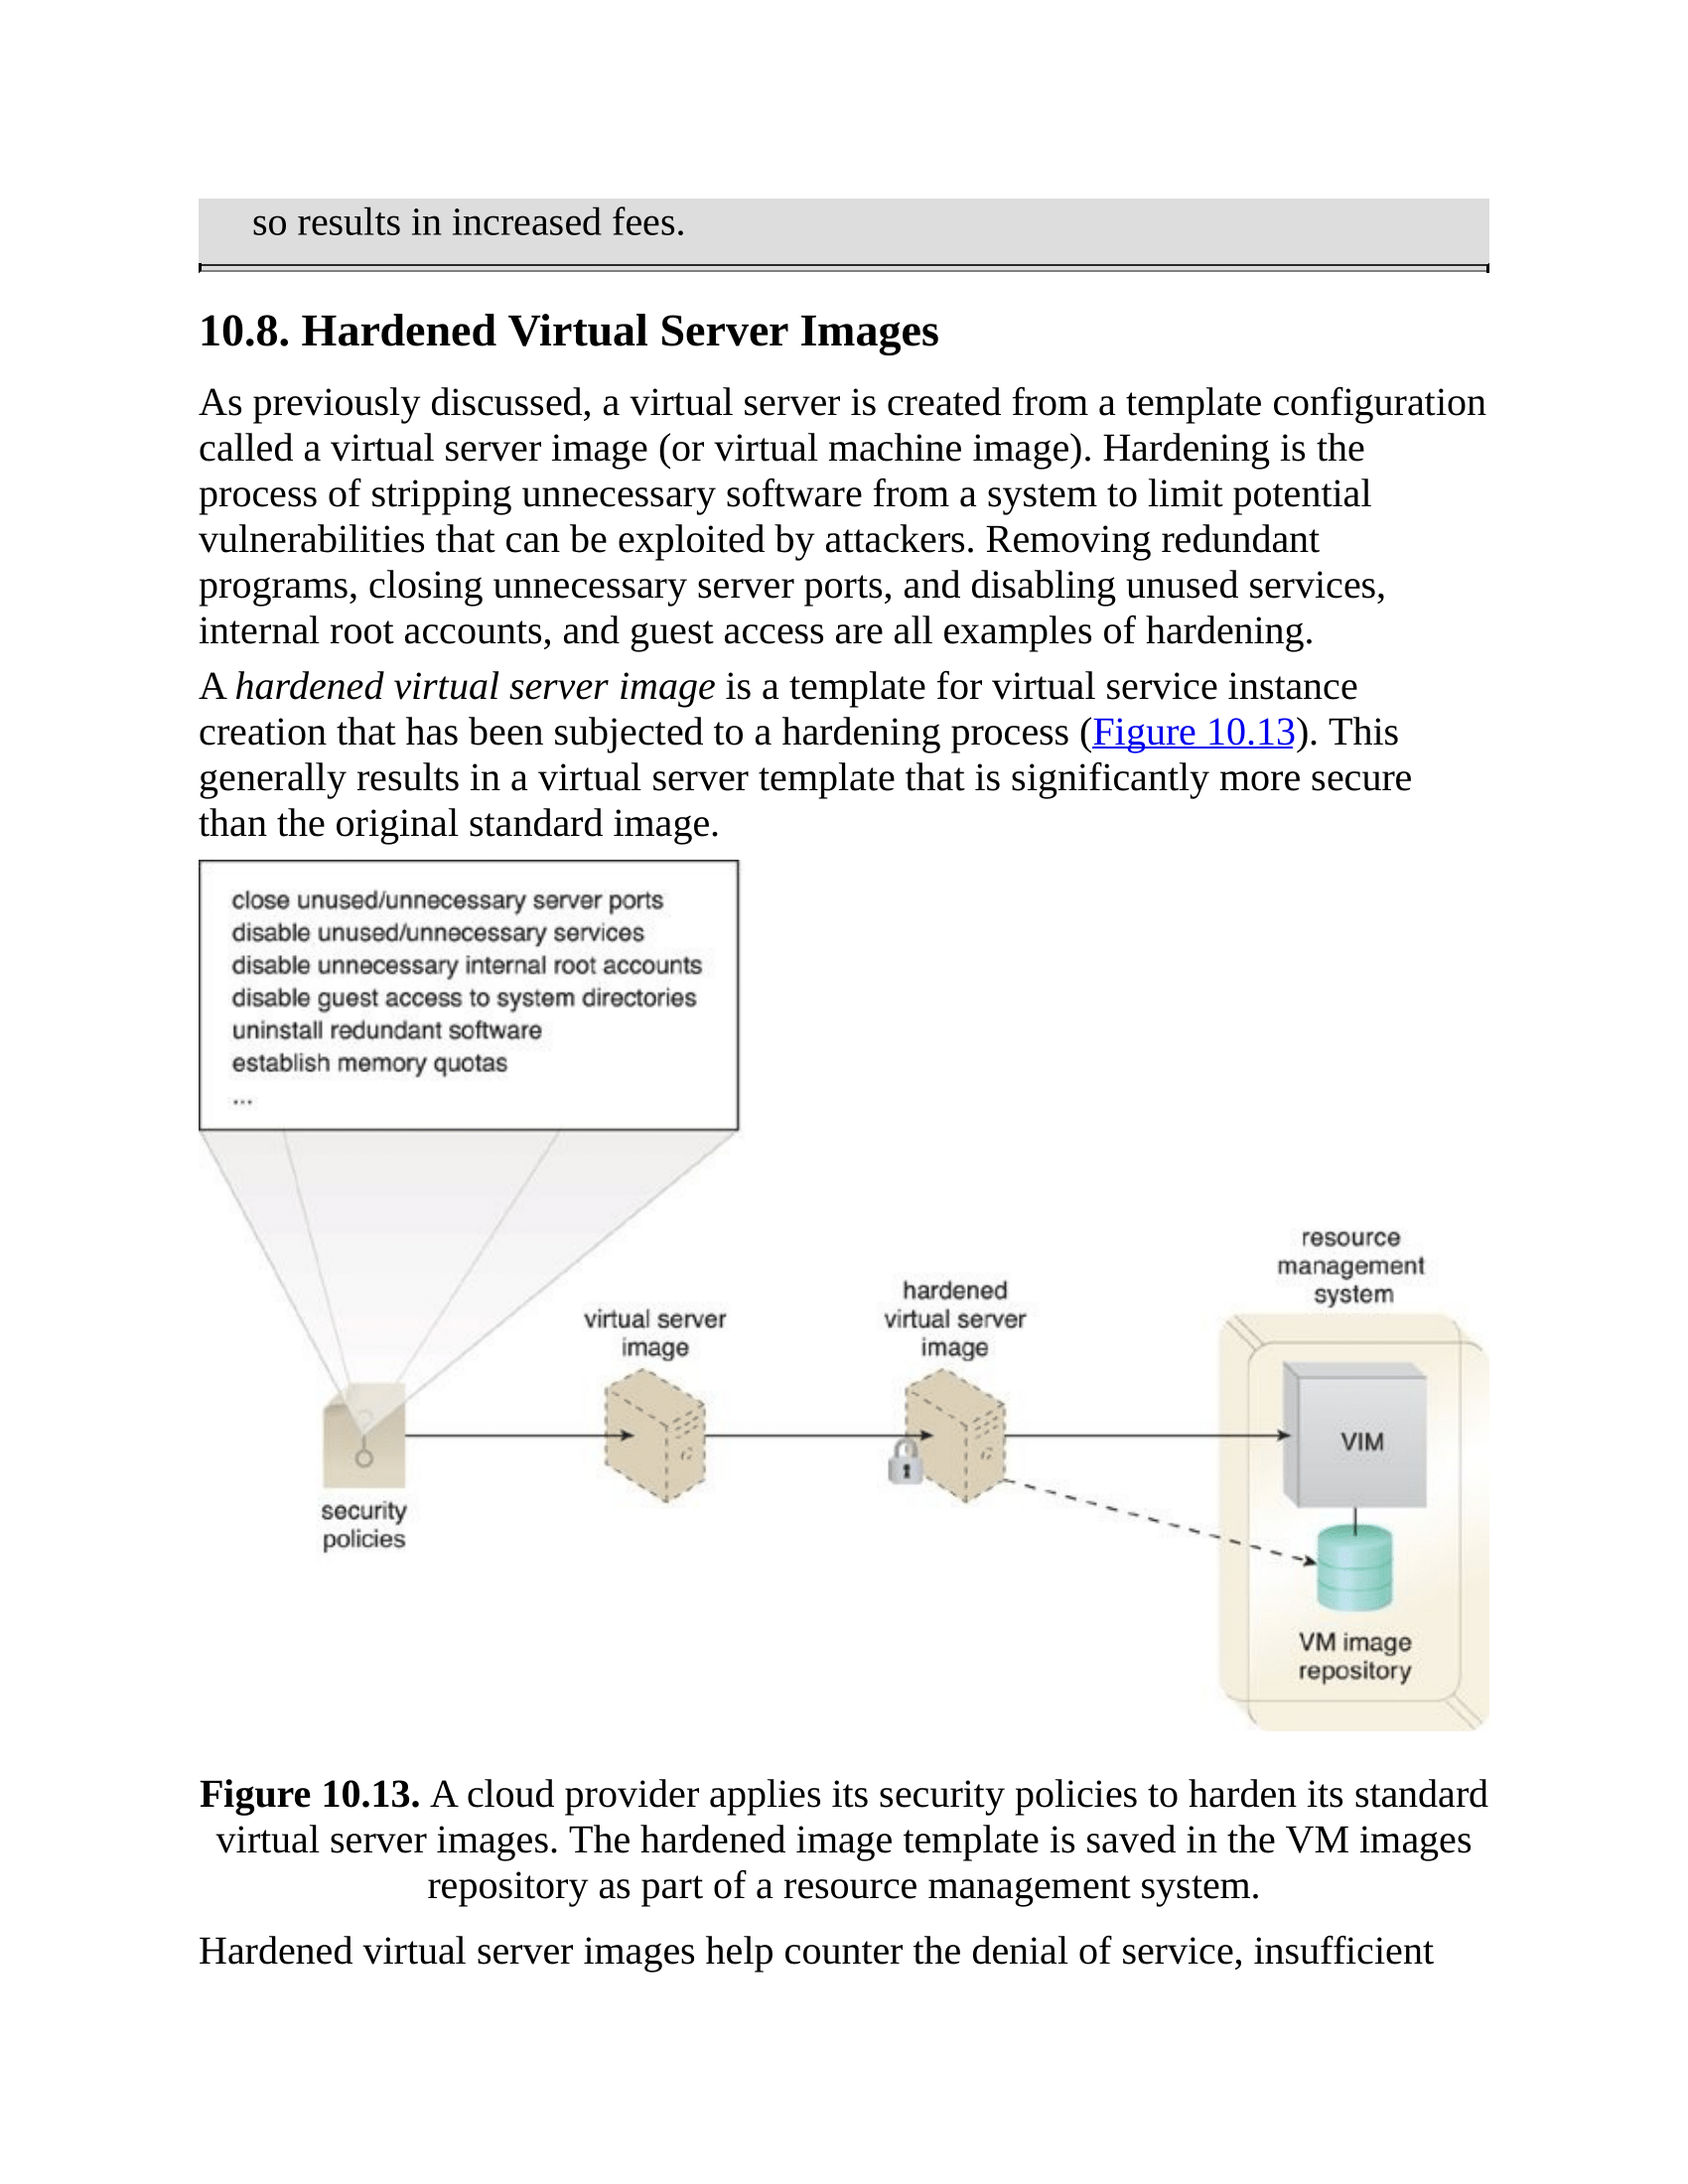 so results in increased fees.
10.8. Hardened Virtual Server Images
As previously discussed, a virtual server is created from a template configuration
called a virtual server image (or virtual machine image). Hardening is the
process of stripping unnecessary software from a system to limit potential
vulnerabilities that can be exploited by attackers. Removing redundant
programs, closing unnecessary server ports, and disabling unused services,
internal root accounts, and guest access are all examples of hardening.
A hardened virtual server image is a template for virtual service instance
creation that has been subjected to a hardening process (Figure 10.13). This
generally results in a virtual server template that is significantly more secure
than the original standard image.
close unused/unnecessary server ports
disable unused/unnecessary services
disable unnecessary internal root accounts
disable guest access to system directories
uninstall redundant software
establish memory quotas
...
security
policies
virtual server
image
hardened
virtual server
image
resource
management
system
VIM
VM image
repository
Figure 10.13. A cloud provider applies its security policies to harden its standard
virtual server images. The hardened image template is saved in the VM images
repository as part of a resource management system.
Hardened virtual server images help counter the denial of service, insufficient